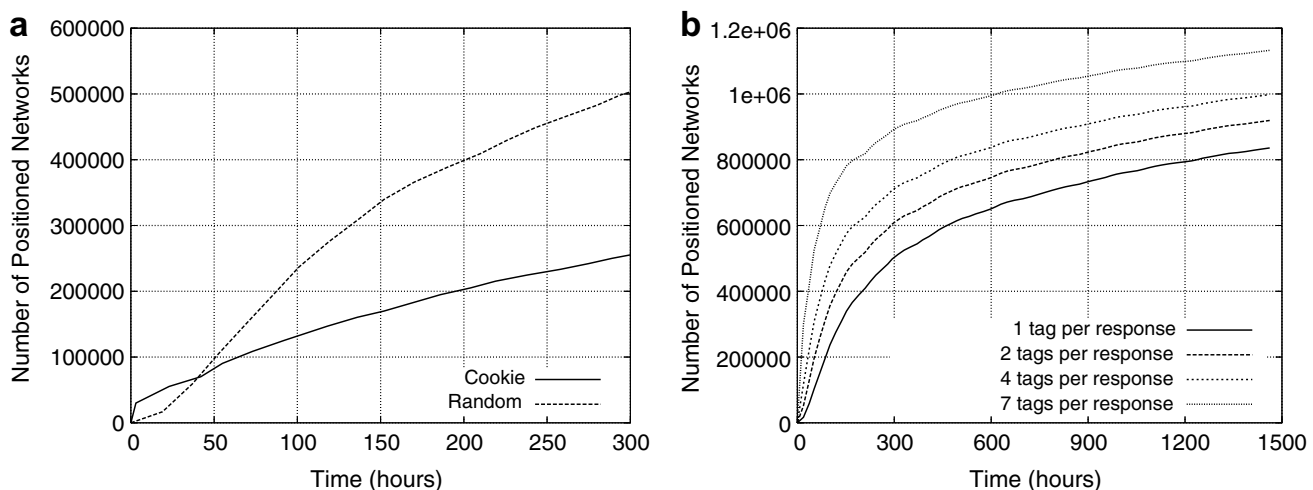 a
Number of Positioned Networks
600000
500000
400000
300000
200000
100000
0
0
50
100
150
200
250
300
Time (hours)
Cookie
Random
b
Number of Positioned Networks
1.2e+06
1e+06
800000
600000
400000
200000
0
0
300
600
900
1200
1500
Time (hours)
1 tag per response
2 tags per response
4 tags per response
7 tags per response